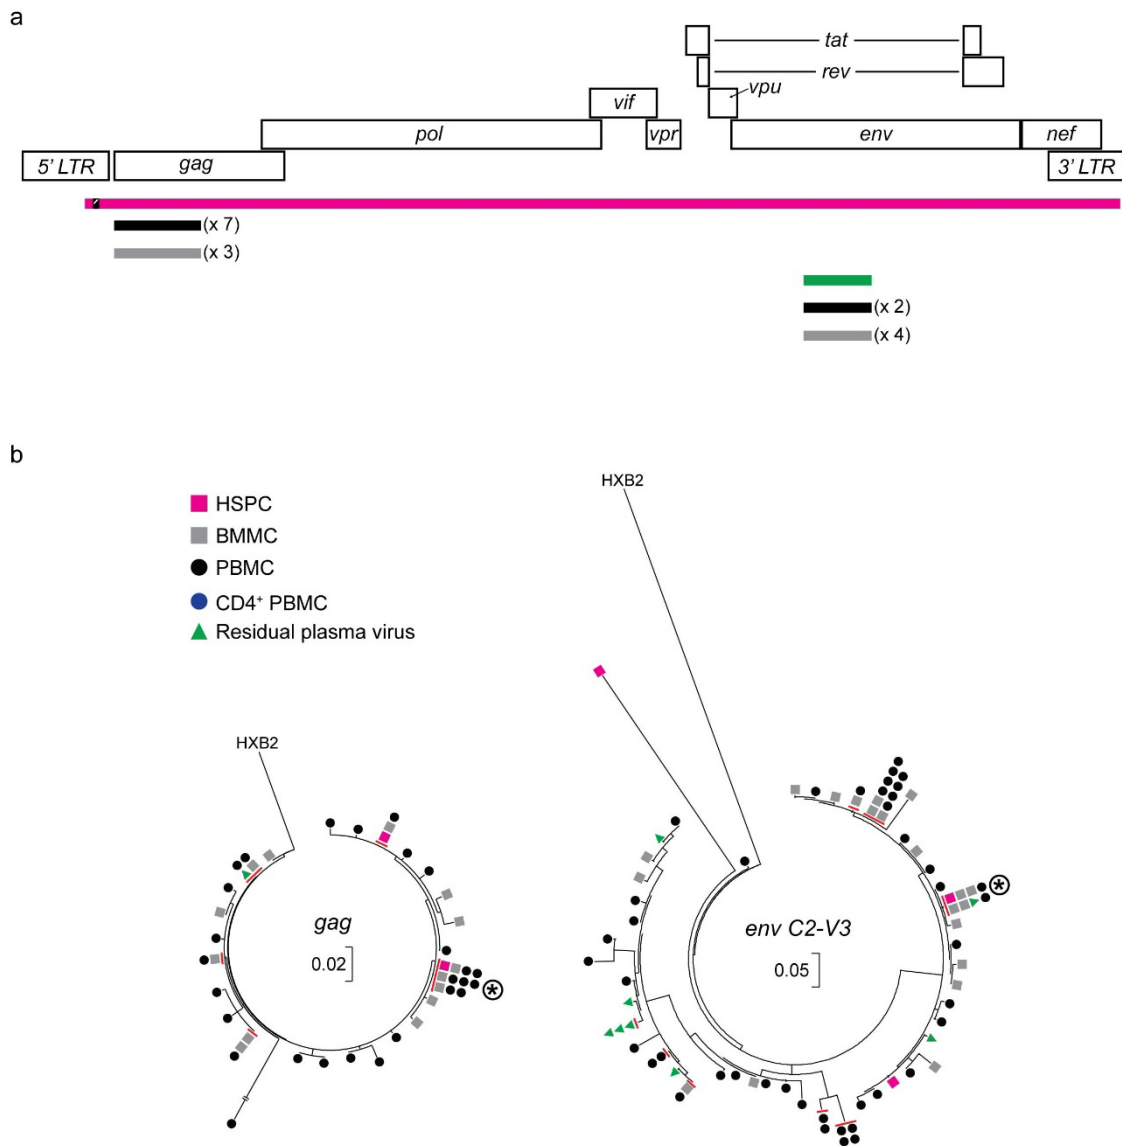 a
tat
rev
vpu
vif
pol
vpr
env
nef
5' LTR
gag
3' LTR
(x 7)
(x 3)
(x 2)
(x 4)
b
HXB2
HSPC
BMMC
PBMC
CD4⁺ PBMC
Residual plasma virus
HXB2
gag
0.02
*
env C2-V3
0.05
*